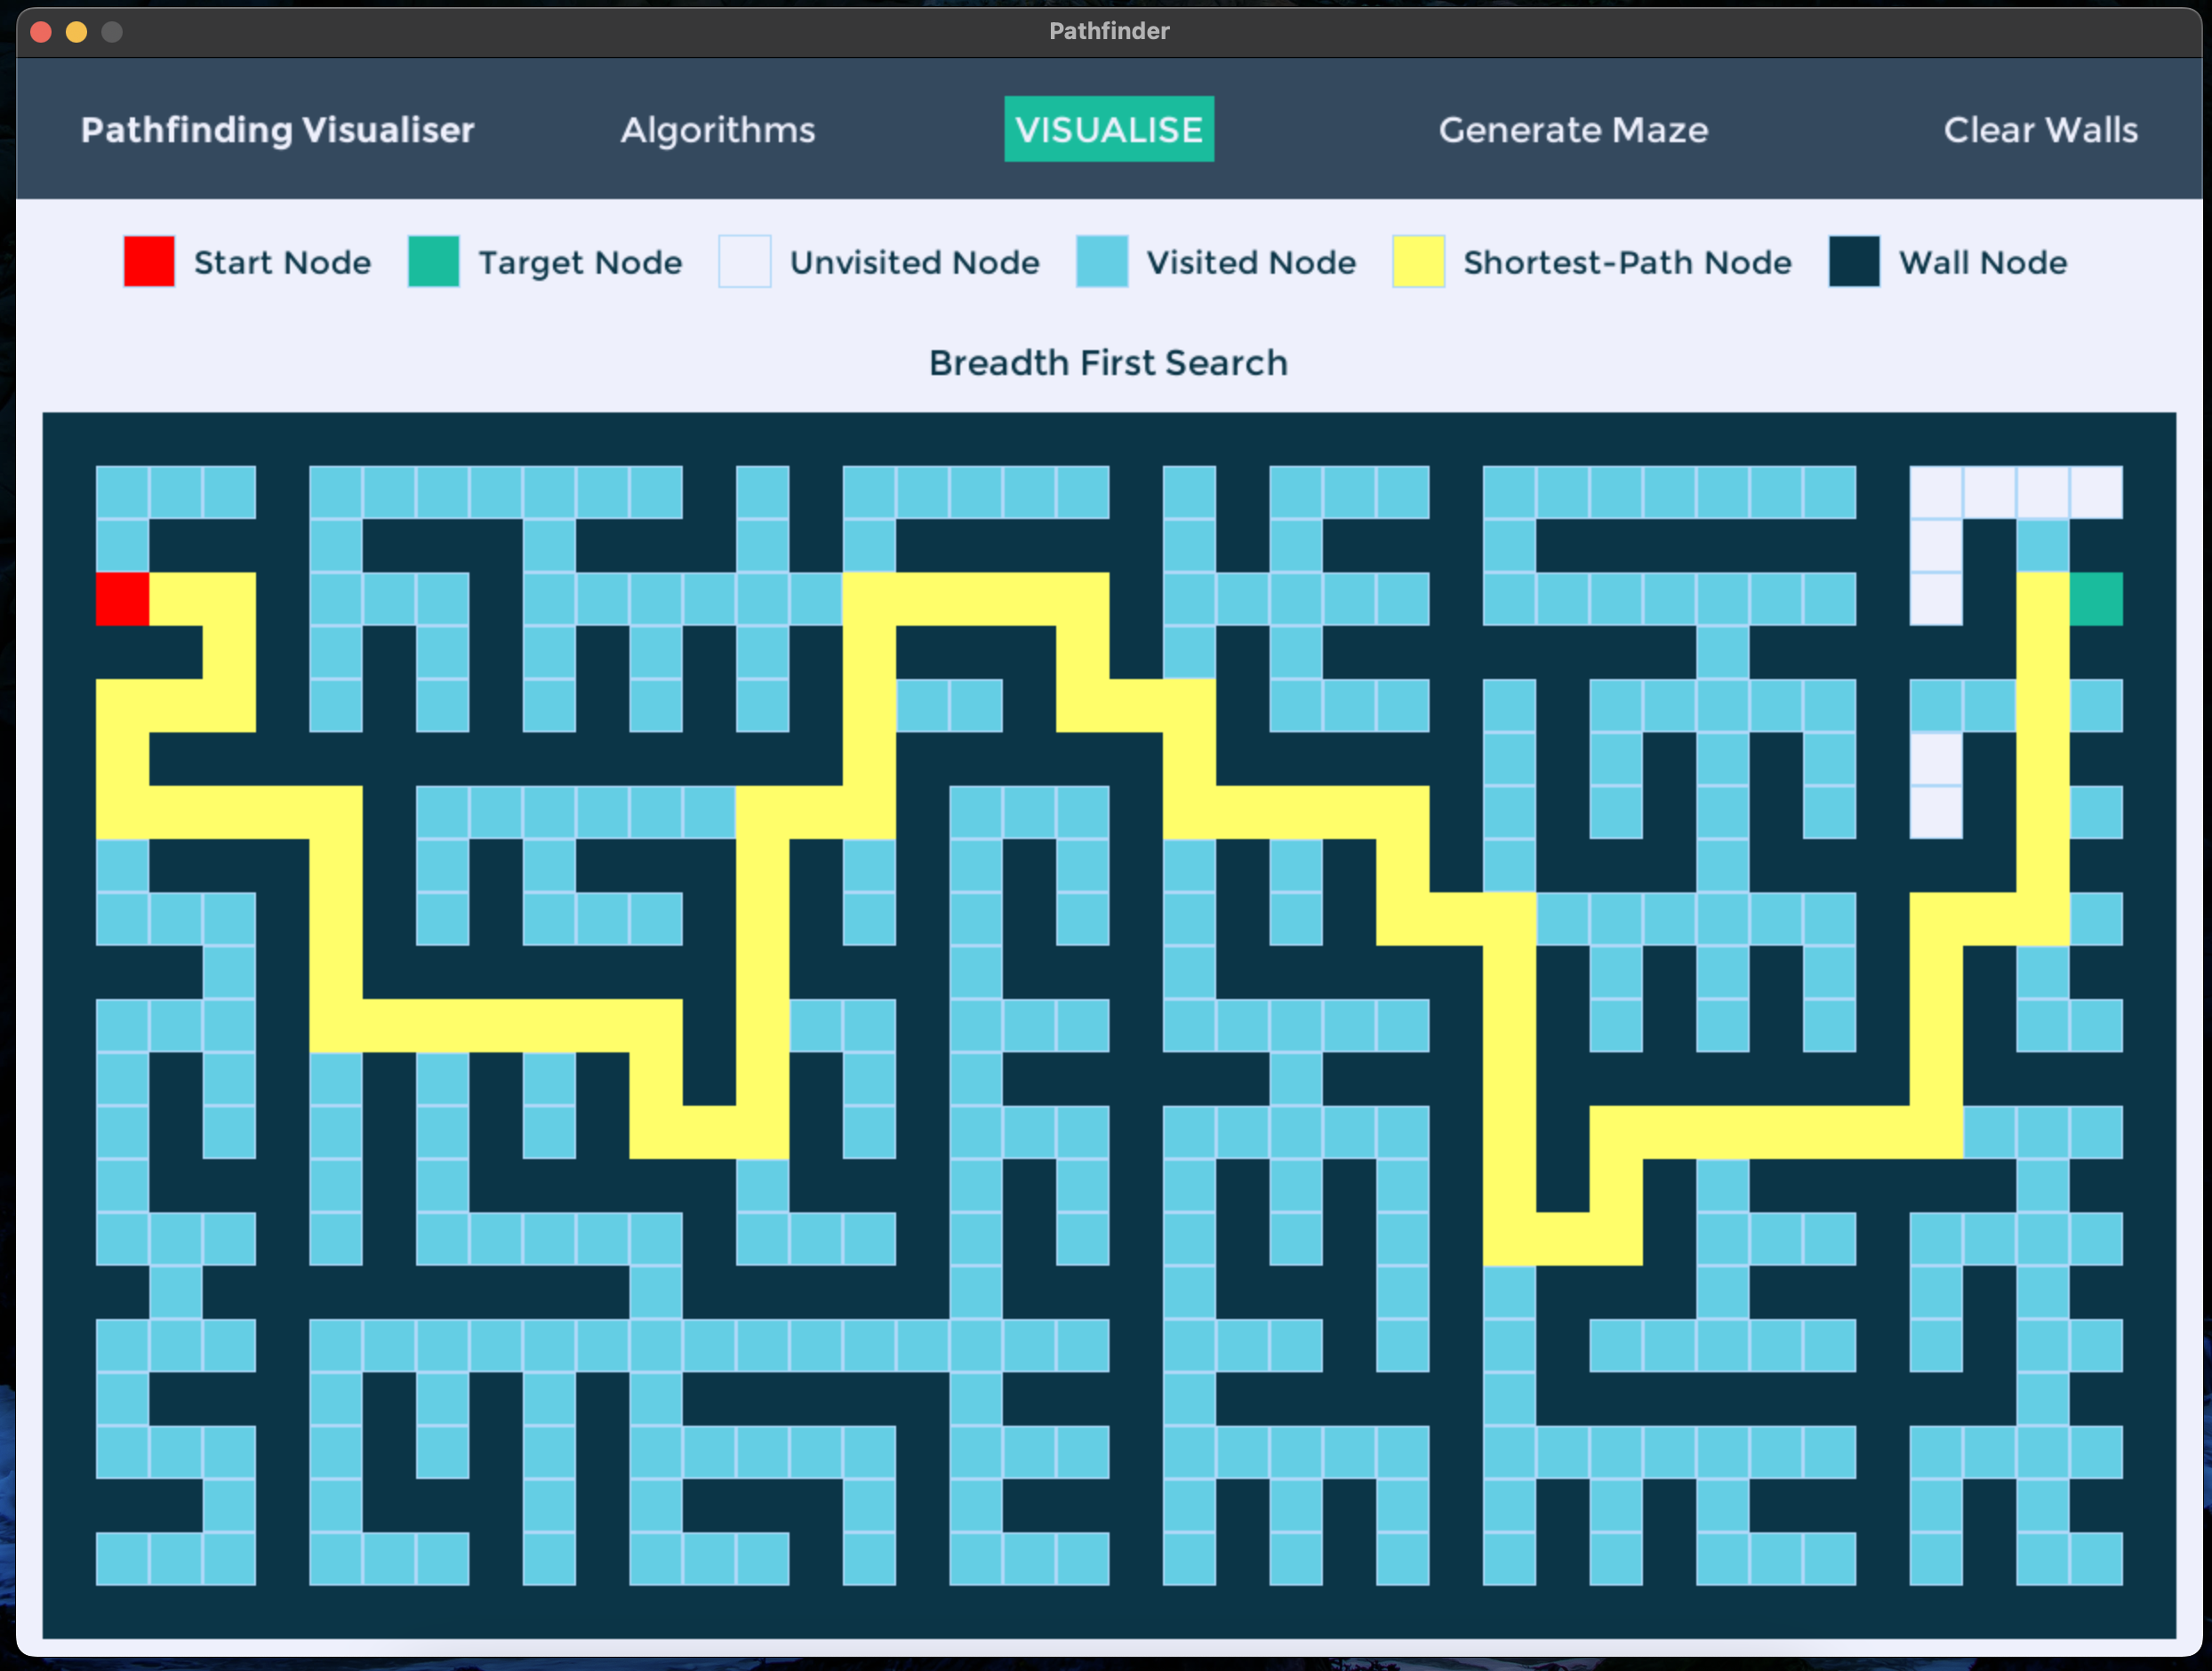 Pathfinder
Pathfinding Visualiser Algorithms VISUALISE Generate Maze Clear Walls
Start Node Target Node Unvisited Node Visited Node Shortest-Path Node Wall Node
Breadth First Search